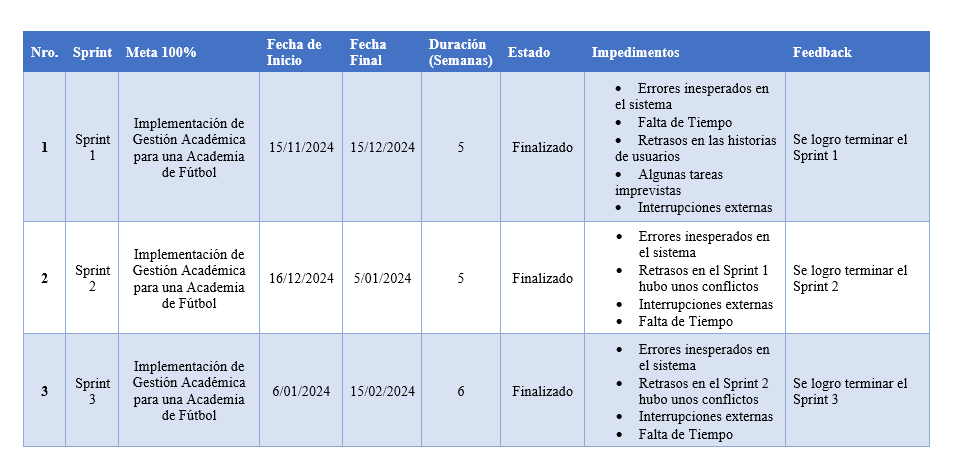 Nro. Sprint Meta 100% Fecha de Inicio Fecha Final Duración (Semanas) Estado Impedimentos Feedback
1
Sprint
1
Implementación de
Gestión Académica
para una Academia
de Fútbol
15/11/2024
15/12/2024
5
Finalizado
• Errores inesperados en
el sistema
• Falta de Tiempo
• Retrasos en las historias
de usuarios
• Algunas tareas
imprevistas
• Interrupciones externas
Se logro terminar el
Sprint 1
2
Sprint
2
Implementación de
Gestión Académica
para una Academia
de Fútbol
16/12/2024
5/01/2024
5
Finalizado
• Errores inesperados en
el sistema
• Retrasos en el Sprint 1
hubo unos conflictos
• Interrupciones externas
• Falta de Tiempo
Se logro terminar el
Sprint 2
3
Sprint
3
Implementación de
Gestión Académica
para una Academia
de Fútbol
6/01/2024
15/02/2024
6
Finalizado
• Errores inesperados en
el sistema
• Retrasos en el Sprint 2
hubo unos conflictos
• Interrupciones externas
• Falta de Tiempo
Se logro terminar el
Sprint 3